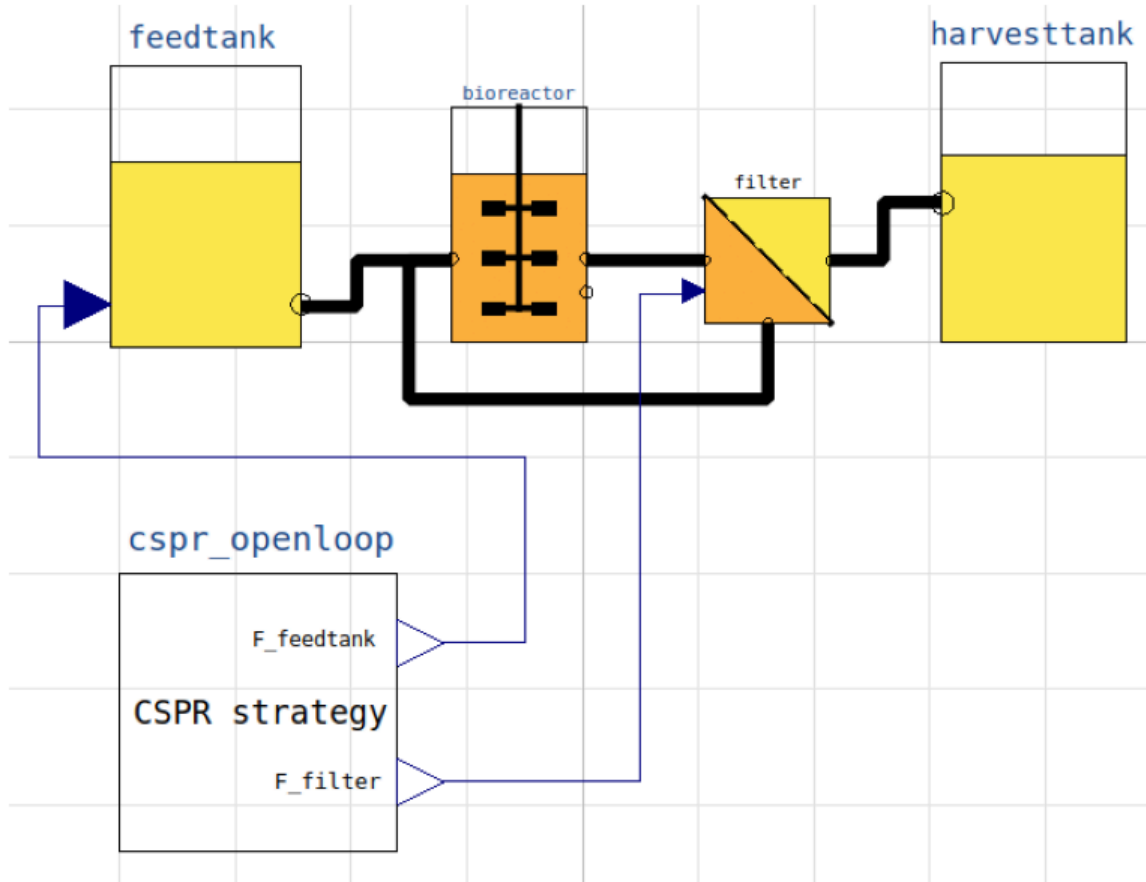 feedtank
harvesttank
bioreactor
filter
cspr_openloop
F_feedtank
CSPR strategy
F_filter